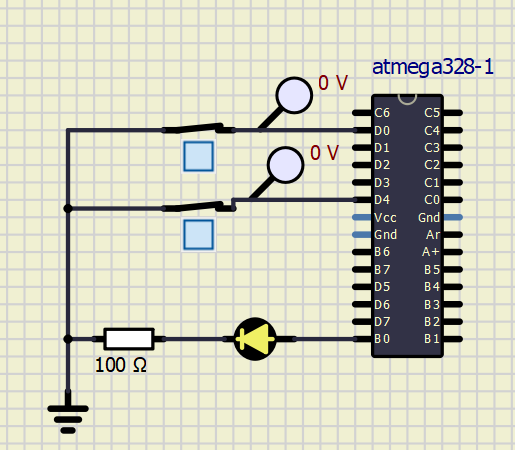 atmega328-1
0 V
0 V
C6 C5
D0 C4
D1 C3
D2 C2
D3 C1
D4 C0
Vcc Gnd
Gnd Ar
B6 A+
B7 B5
D5 B4
D6 B3
D7 B2
B0 B1
100 Ω